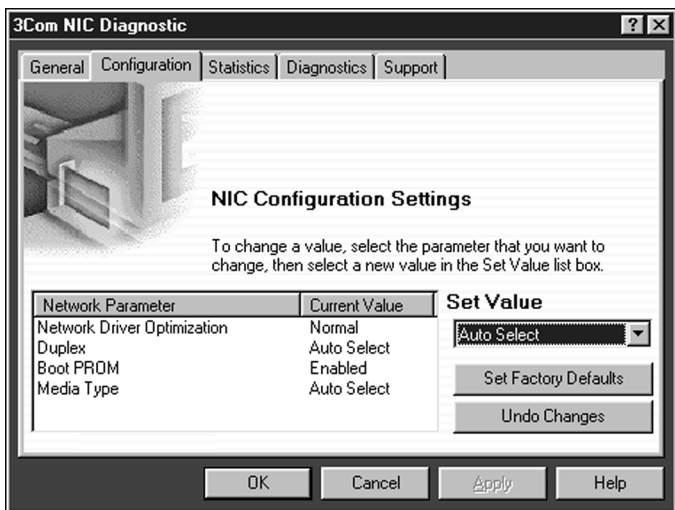 3Com NIC Diagnostic
General Configuration Statistics Diagnostics Support
NIC Configuration Settings
To change a value, select the parameter that you want to
change, then select a new value in the Set Value list box.
Network Parameter Current Value
Network Driver Optimization Normal
Duplex Auto Select
Boot PROM Enabled
Media Type Auto Select
Set Value
Auto Select
Set Factory Defaults
Undo Changes
OK Cancel Apply Help